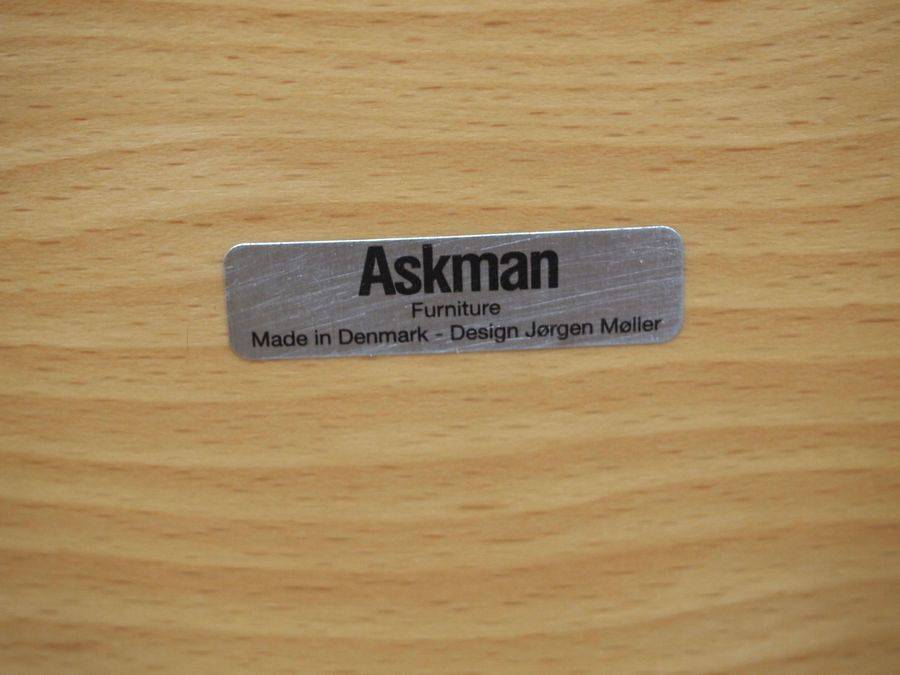 Askman
Furniture
Made in Denmark - Design Jørgen Møller